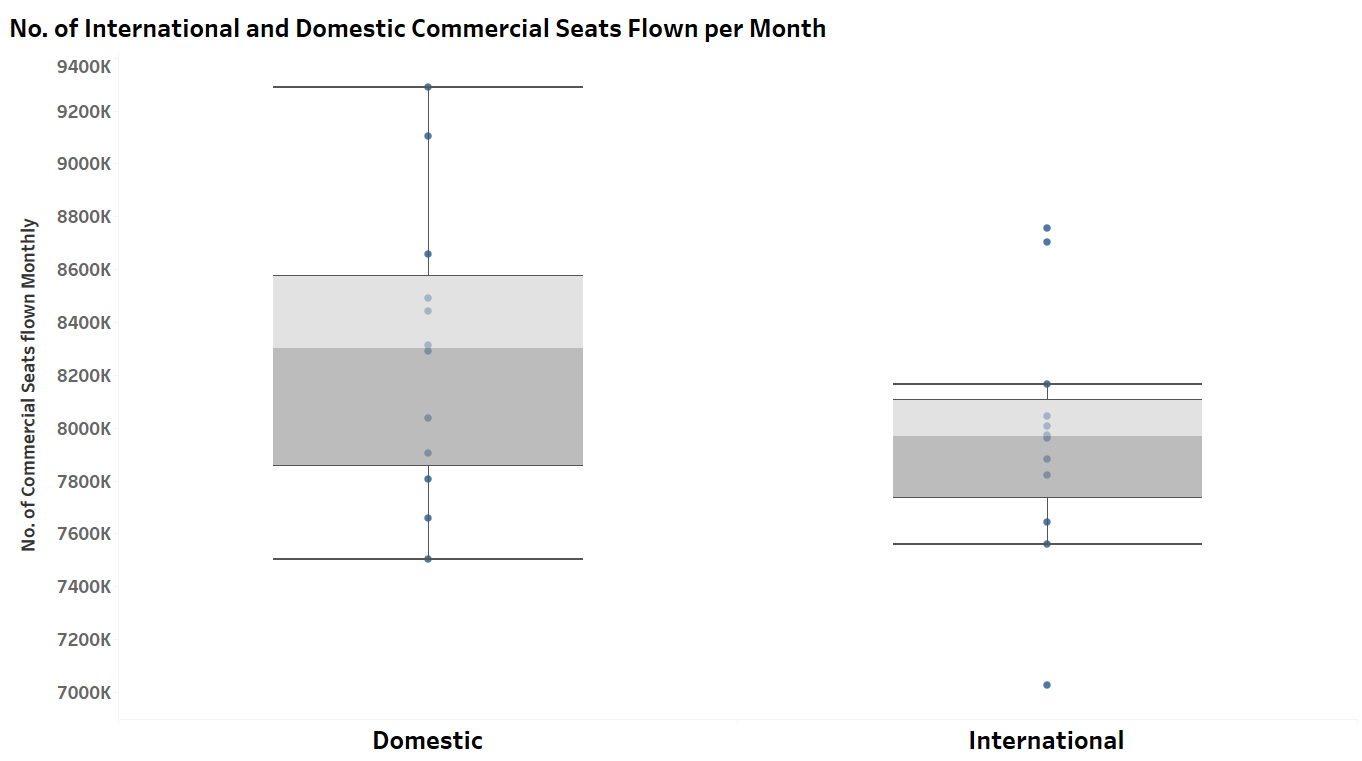 No. of International and Domestic Commercial Seats Flown per Month
No. of Commercial Seats flown Monthly
9400K
9200K
9000K
8800K
8600K
8400K
8200K
8000K
7800K
7600K
7400K
7200K
7000K
Domestic
International